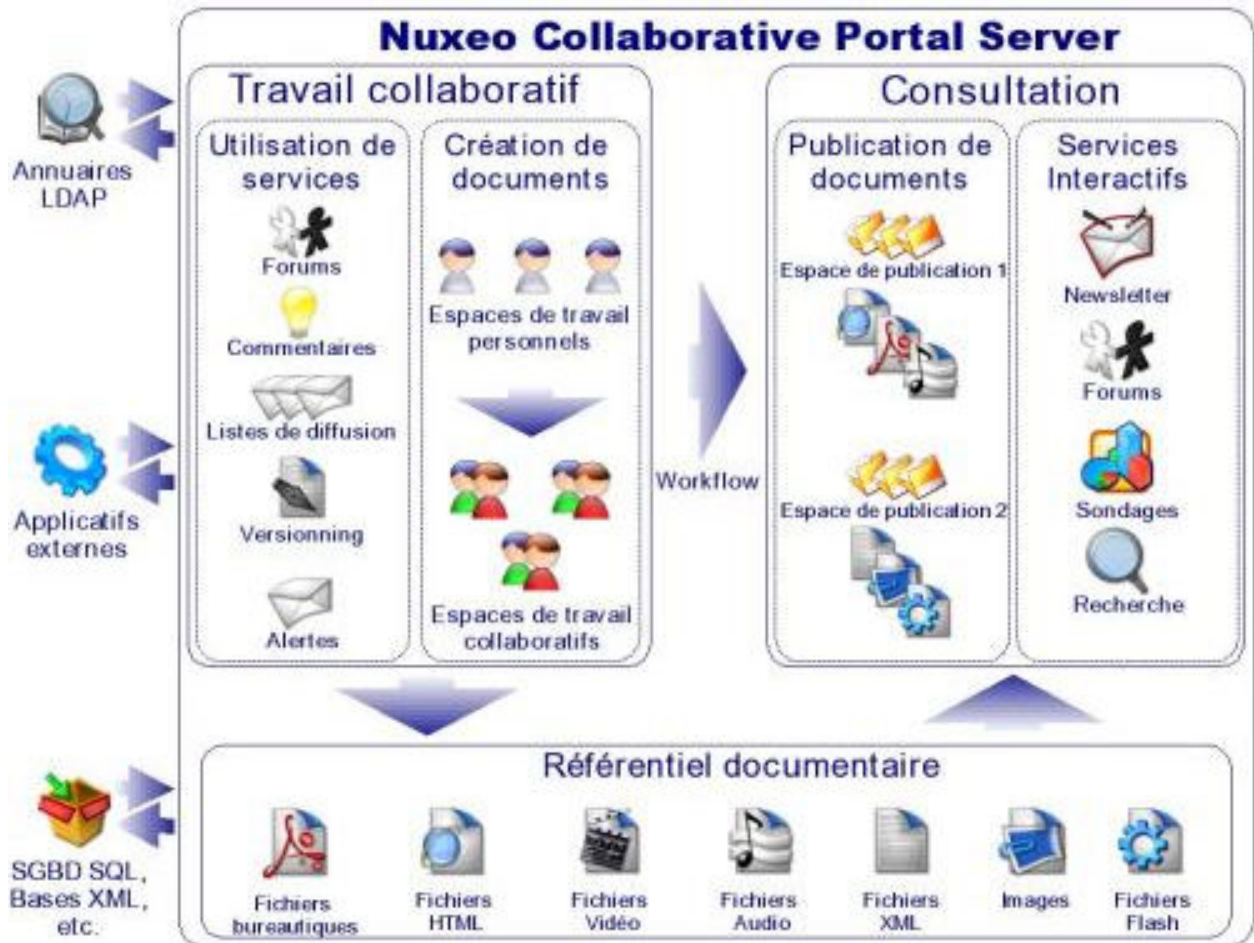 Nuxeo Collaborative Portal Server
Annuaires
LDAP
Applicatifs
externes
SGBD SQL,
Bases XML,
etc.
Travail collaboratif
Utilisation de
services
Forums
Commentaires
Listes de diffusion
Versionning
Alertes
Création de
documents
Espaces de travail
personnels
Espaces de travail
collaboratifs
Workflow
Consultation
Publication de
documents
Espace de publication 1
Espace de publication 2
Services
Interactifs
Newsletter
Forums
Sondages
Recherche
Référentiel documentaire
Fichiers
bureautiques
Fichiers
HTML
Fichiers
Vidéo
Fichiers
Audio
Fichiers
XML
Images
Fichiers
Flash